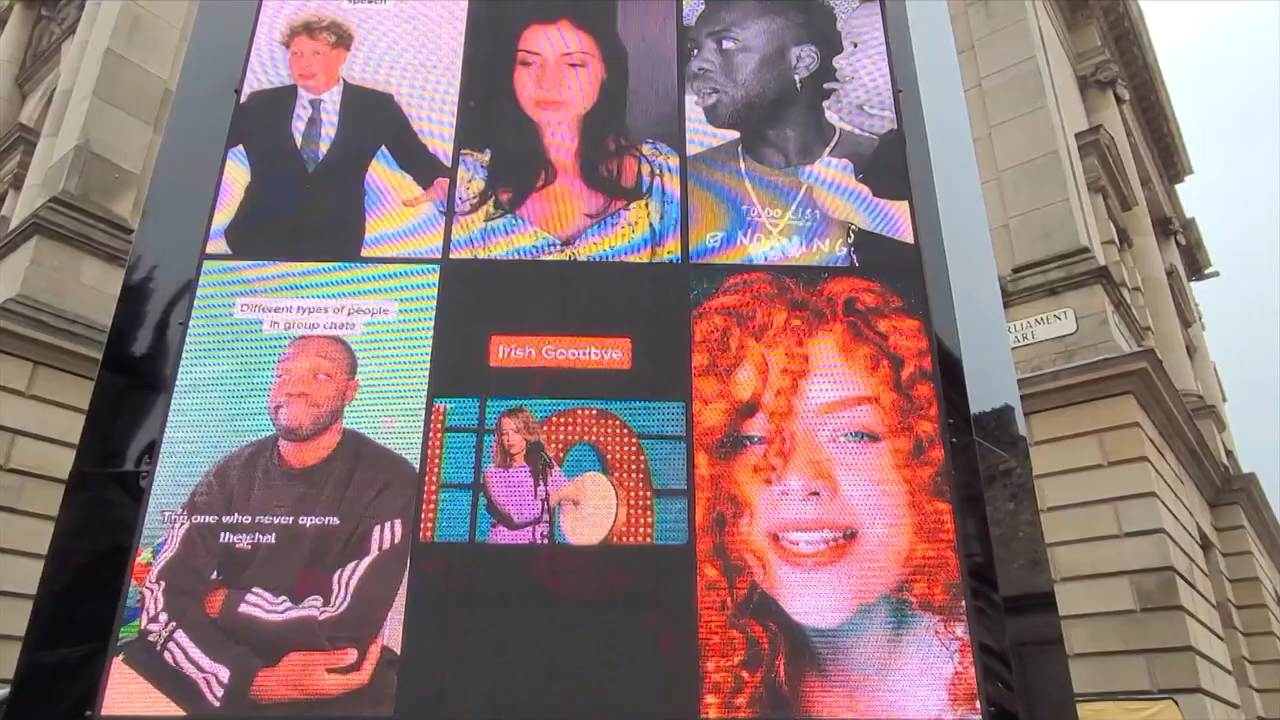 speech
TO DO LIST
NOTHING
Different types of people
in group chats
Irish Goodbye
The one who never opens
the chat
RLIAMENT
ARE